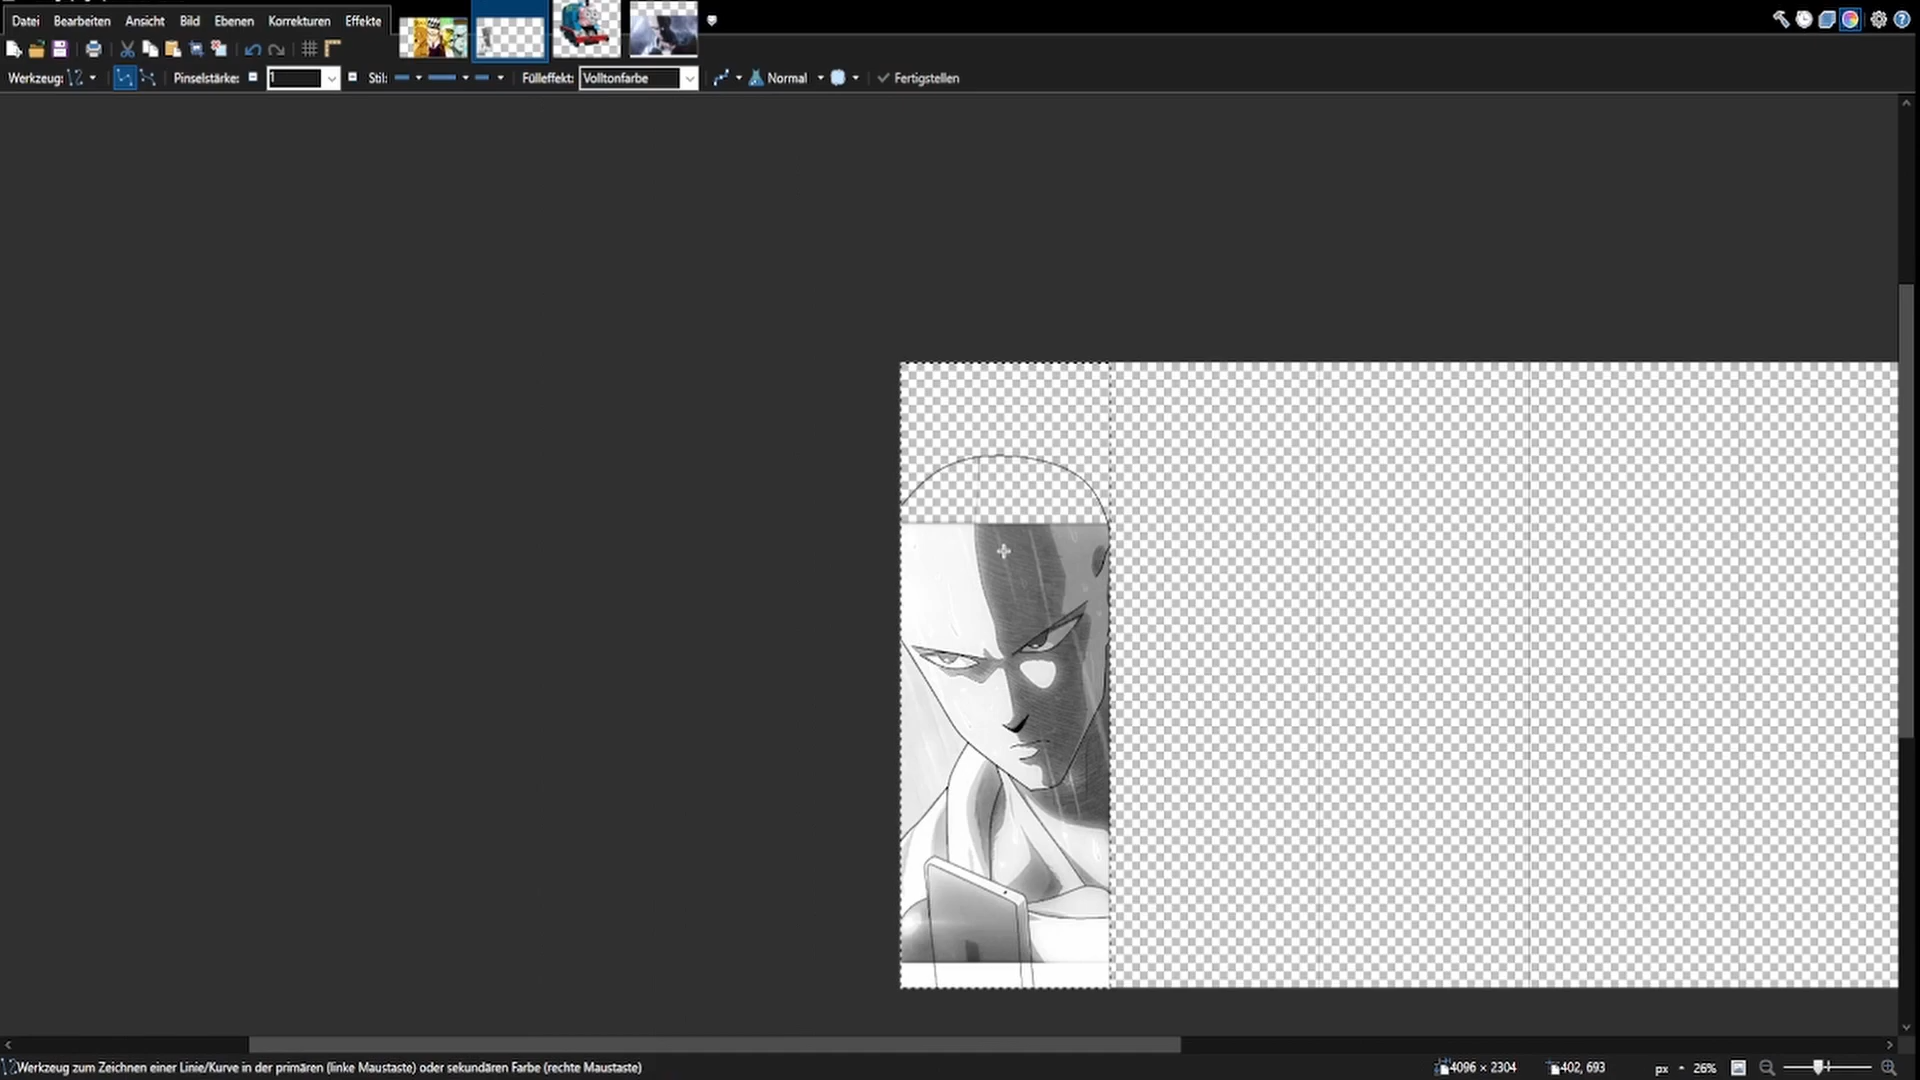 Datei Bearbeiten Ansicht Bild Ebenen Korrekturen Effekte
Werkzeug: Pinselstärke: 1 Stil: Fülleffekt: Volltonfarbe Normal Fertigstellen
Werkzeug zum Zeichnen einer Linie/Kurve in der primären (linke Maustaste) oder sekundären Farbe (rechte Maustaste) 4096 × 2304 402, 693 px 26%